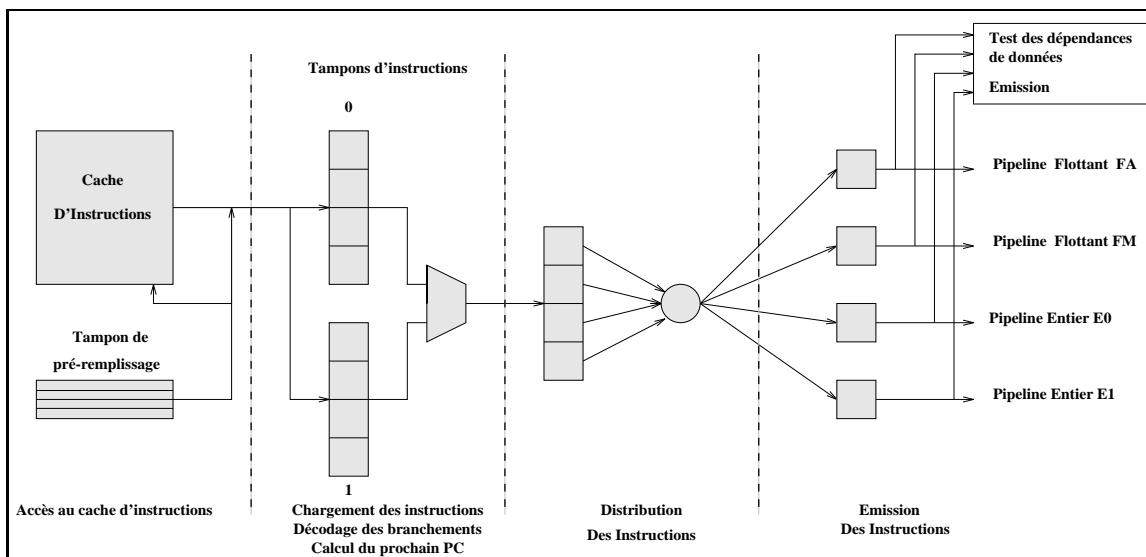 Tampons d'instructions
0
Cache
D'Instructions
Tampon de
pré-remplissage
1
Test des dépendances
de données
Emission
Pipeline Flottant FA
Pipeline Flottant FM
Pipeline Entier E0
Pipeline Entier E1
Accès au cache d'instructions
Chargement des instructions
Décodage des branchements
Calcul du prochain PC
Distribution
Des Instructions
Emission
Des Instructions